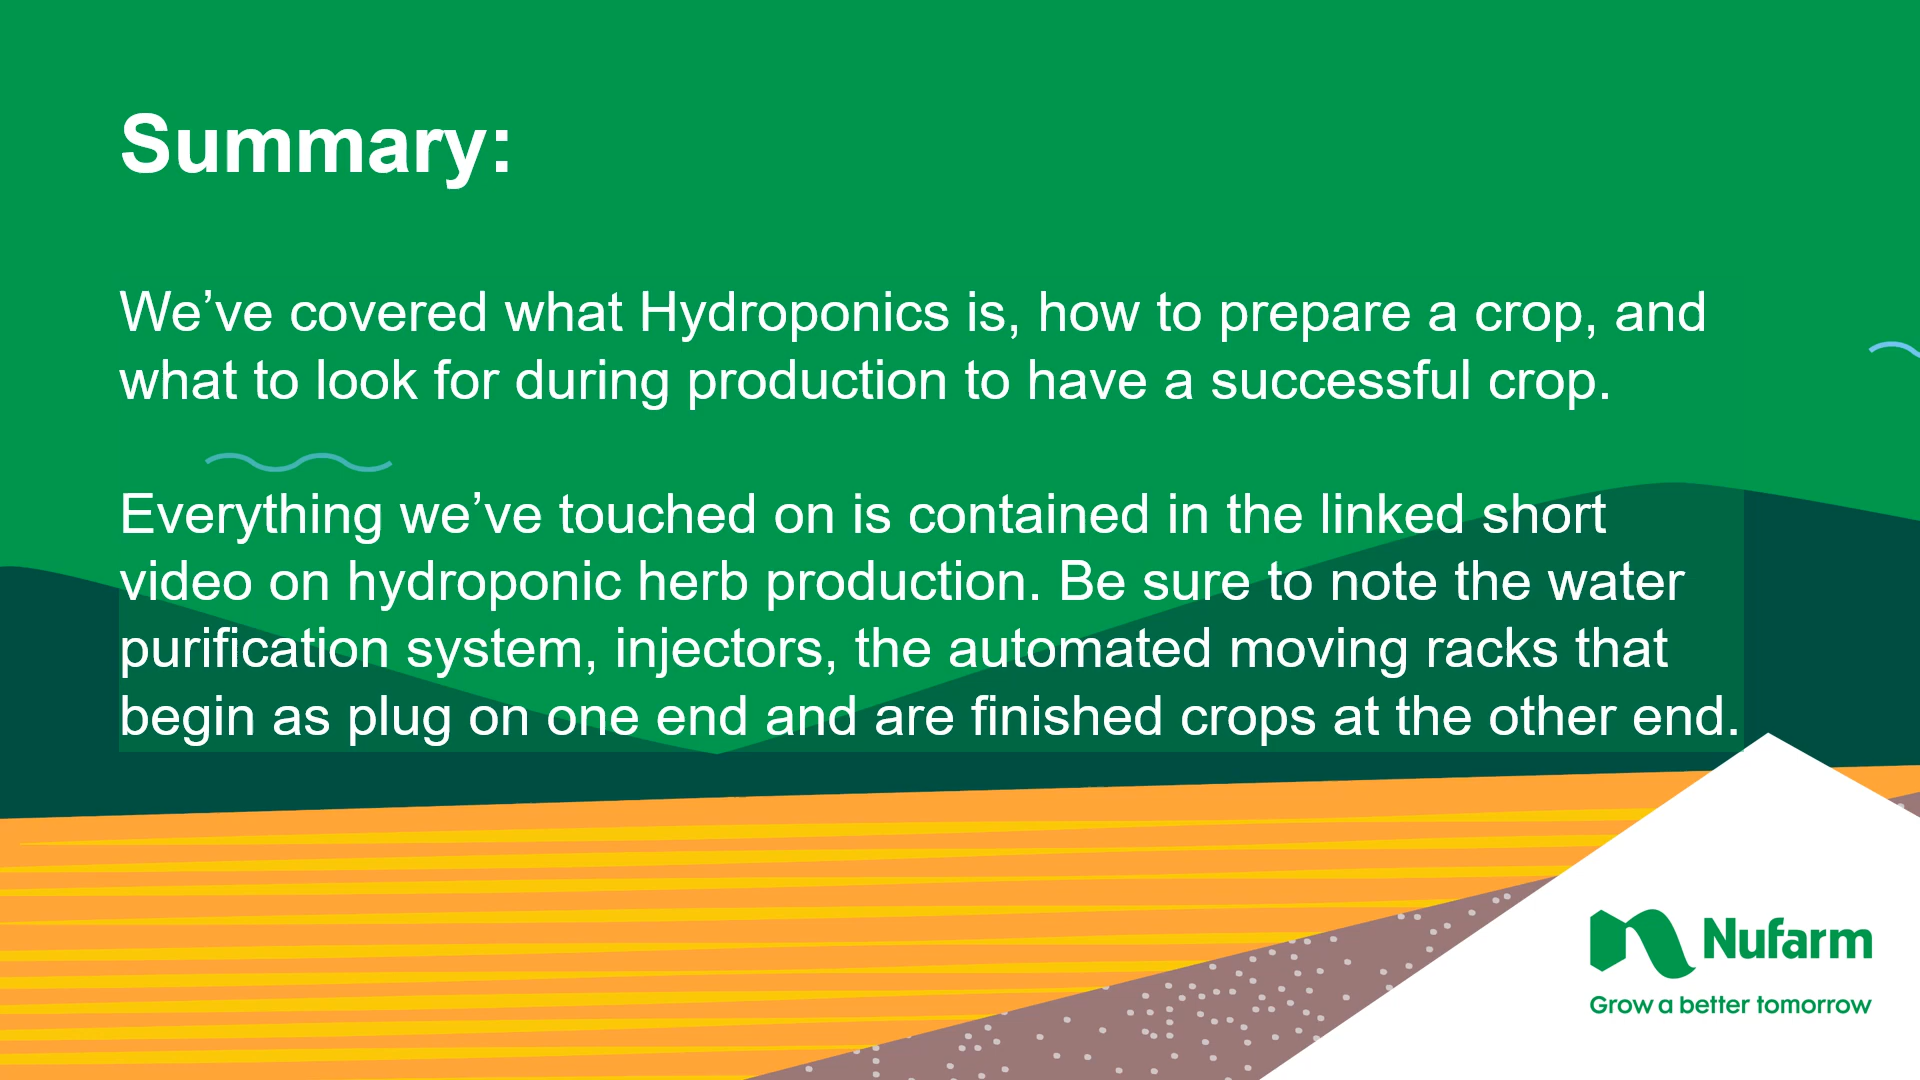 Summary:
We’ve covered what Hydroponics is, how to prepare a crop, and
what to look for during production to have a successful crop.
Everything we’ve touched on is contained in the linked short
video on hydroponic herb production. Be sure to note the water
purification system, injectors, the automated moving racks that
begin as plug on one end and are finished crops at the other end.
Nufarm
Grow a better tomorrow